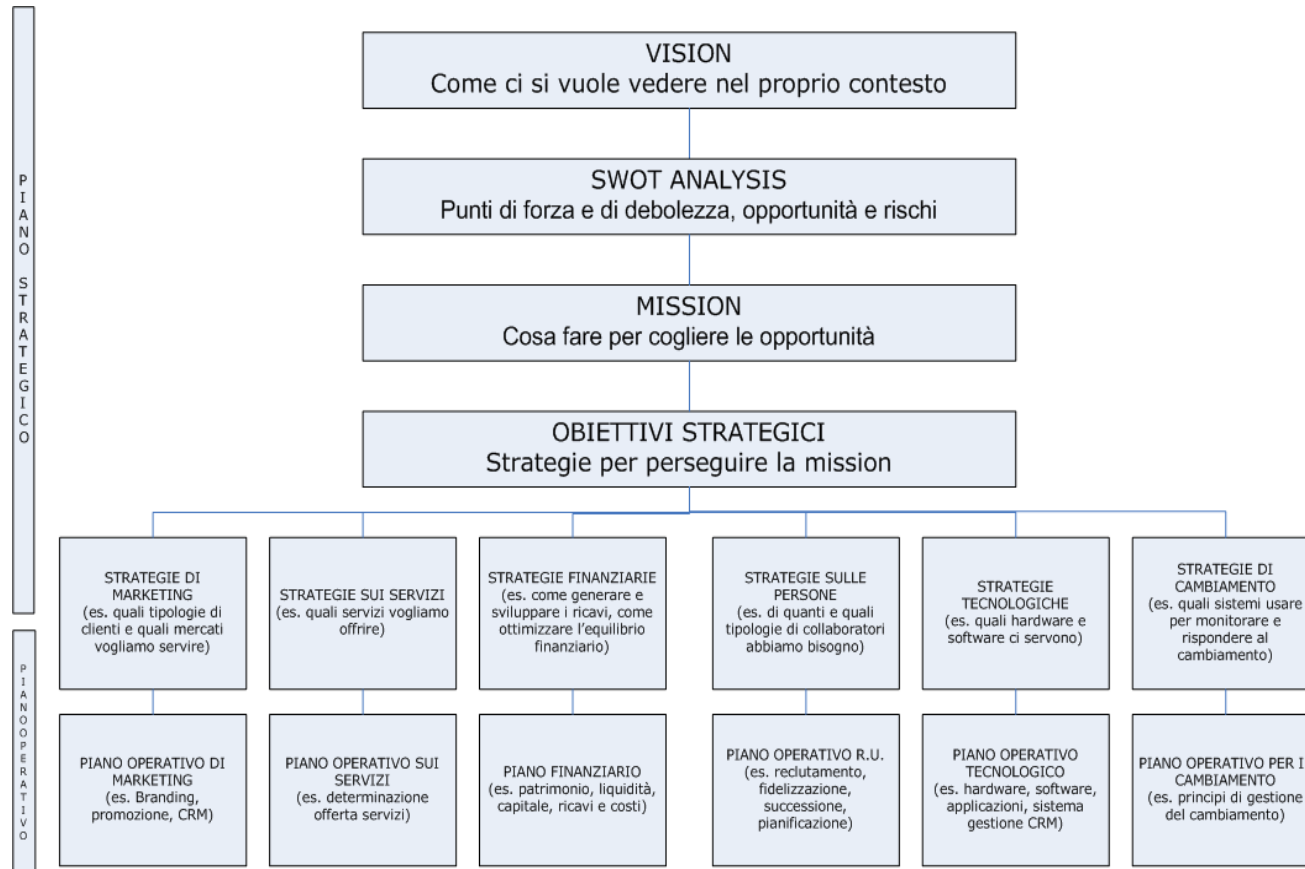 PIANO STRATEGICO
VISION
Come ci si vuole vedere nel proprio contesto
SWOT ANALYSIS
Punti di forza e di debolezza, opportunità e rischi
MISSION
Cosa fare per cogliere le opportunità
OBIETTIVI STRATEGICI
Strategie per perseguire la mission
STRATEGIE DI
MARKETING
(es. quali tipologie di
clienti e quali mercati
vogliamo servire)
STRATEGIE SUI SERVIZI
(es. quali servizi vogliamo
offrire)
STRATEGIE FINANZIARIE
(es. come generare e
sviluppare i ricavi, come
ottimizzare l'equilibrio
finanziario)
STRATEGIE SULLE
PERSONE
(es. di quanti e quali
tipologie di collaboratori
abbiamo bisogno)
STRATEGIE
TECNOLOGICHE
(es. quali hardware e
software ci servono)
STRATEGIE DI
CAMBIAMENTO
(es. quali sistemi usare
per monitorare e
rispondere al
cambiamento)
PIANOOPERATIVO
PIANO OPERATIVO DI
MARKETING
(es. Branding,
promozione, CRM)
PIANO OPERATIVO SUI
SERVIZI
(es. determinazione
offerta servizi)
PIANO FINANZIARIO
(es. patrimonio, liquidità,
capitale, ricavi e costi)
PIANO OPERATIVO R.U.
(es. reclutamento,
fidelizzazione,
successione,
pianificazione)
PIANO OPERATIVO
TECNOLOGICO
(es. hardware, software,
applicazioni, sistema
gestione CRM)
PIANO OPERATIVO PER I
CAMBIAMENTO
(es. principi di gestione
del cambiamento)